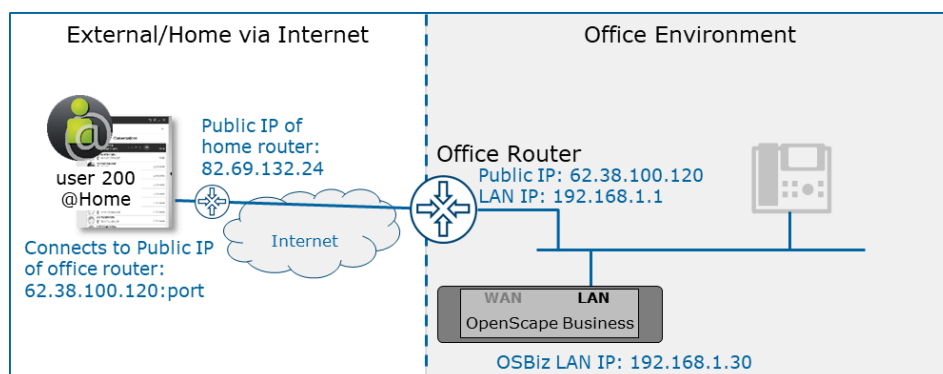 External/Home via Internet
Office Environment
@
user 200
@Home
Public IP of
home router:
82.69.132.24
Connects to Public IP
of office router:
62.38.100.120:port
Internet
Office Router
Public IP: 62.38.100.120
LAN IP: 192.168.1.1
WAN LAN
OpenScape Business
OSBiz LAN IP: 192.168.1.30